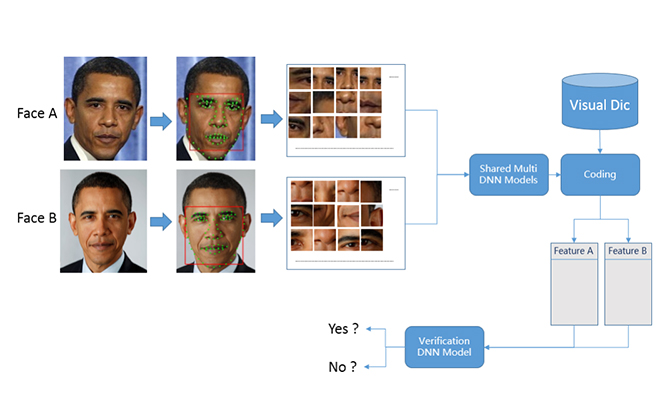 Face A
Face B
Visual Dic
Shared Multi
DNN Models
Coding
Feature A
Feature B
Verification
DNN Model
Yes ?
No ?